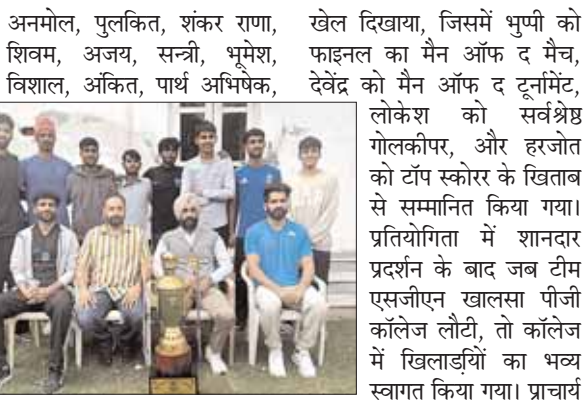 अनमोल, पुलकित, शंकर राणा,
शिवम, अजय, सन्त्री, भूमेश,
विशाल, अंकित, पार्थ अभिषेक,
खेल दिखाया, जिसमें भुप्पी को
फाइनल का मैन ऑफ द मैच,
देवेंद्र को मैन ऑफ द टूर्नामेंट,
लोकेश को सर्वश्रेष्ठ
गोलकीपर, और हरजोत
को टॉप स्कोरर के खिताब
से सम्मानित किया गया।
प्रतियोगिता में शानदार
प्रदर्शन के बाद जब टीम
एसजीएन खालसा पीजी
कॉलेज लौटी, तो कॉलेज
में खिलाड़ियों का भव्य
स्वागत किया गया। प्राचार्य